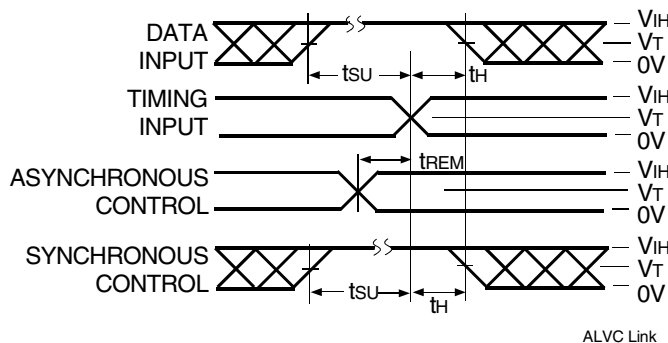 DATA
INPUT
tSU
tH
VIH
VT
0V
TIMING
INPUT
VIH
VT
0V
tREM
ASYNCHRONOUS
CONTROL
VIH
VT
0V
SYNCHRONOUS
CONTROL
tSU
tH
VIH
VT
0V
ALVC Link